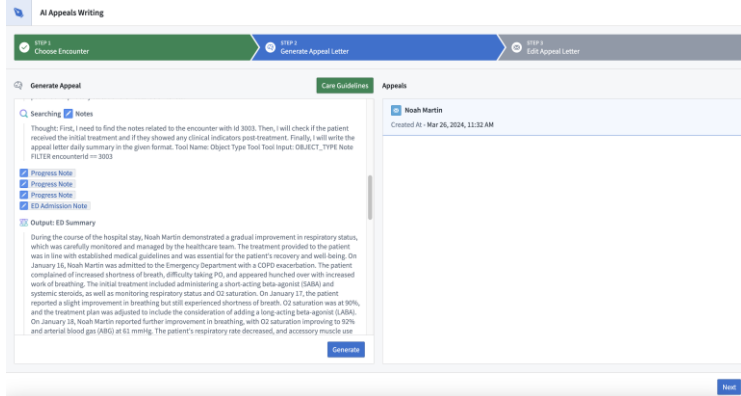 AI Appeals Writing
STEP 1
Choose Encounter
STEP 2
Generate Appeal Letter
STEP 3
Edit Appeal Letter
Generate Appeal
Care Guidelines
Appeals
Searching Notes
Thought: First, I need to find the notes related to the encounter with Id 3003. Then, I will check if the patient
received the initial treatment and if they showed any clinical indicators post-treatment. Finally, I will write the
appeal letter daily summary in the given format. Tool Name: Object Type Tool Tool Input: OBJECT_TYPE Note
FILTER encounterId == 3003
Progress Note
Progress Note
Progress Note
ED Admission Note
Output: ED Summary
During the course of the hospital stay, Noah Martin demonstrated a gradual improvement in respiratory status,
which was carefully monitored and managed by the healthcare team. The treatment provided to the patient
was in line with established medical guidelines and was essential for the patient's recovery and well-being. On
January 16, Noah Martin was admitted to the Emergency Department with a COPD exacerbation. The patient
complained of increased shortness of breath, difficulty taking PO, and appeared hunched over with increased
work of breathing. The initial treatment included administering a short-acting beta-agonist (SABA) and
systemic steroids, as well as monitoring respiratory status and O2 saturation. On January 17, the patient
reported a slight improvement in breathing but still experienced shortness of breath. O2 saturation was at 90%,
and the treatment plan was adjusted to include the consideration of adding a long-acting beta-agonist (LABA).
On January 18, Noah Martin reported further improvement in breathing, with O2 saturation improving to 92%
and arterial blood gas (ABG) at 61 mmHg. The patient's respiratory rate decreased, and accessory muscle use
Generate
Noah Martin
Created At - Mar 26, 2024, 11:32 AM
Next